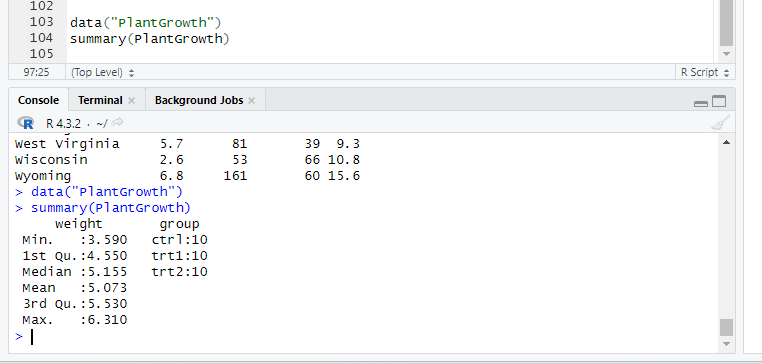 102
103 data("PlantGrowth")
104 summary(PlantGrowth)
105
97:25 (Top Level) R Script
Console Terminal Background Jobs
R R 4.3.2 · ~/
West Virginia 5.7 81 39 9.3
Wisconsin 2.6 53 66 10.8
Wyoming 6.8 161 60 15.6
> data("PlantGrowth")
> summary(PlantGrowth)
weight group
Min. :3.590 ctrl:10
1st Qu.:4.550 trt1:10
Median :5.155 trt2:10
Mean :5.073
3rd Qu.:5.530
Max. :6.310
>